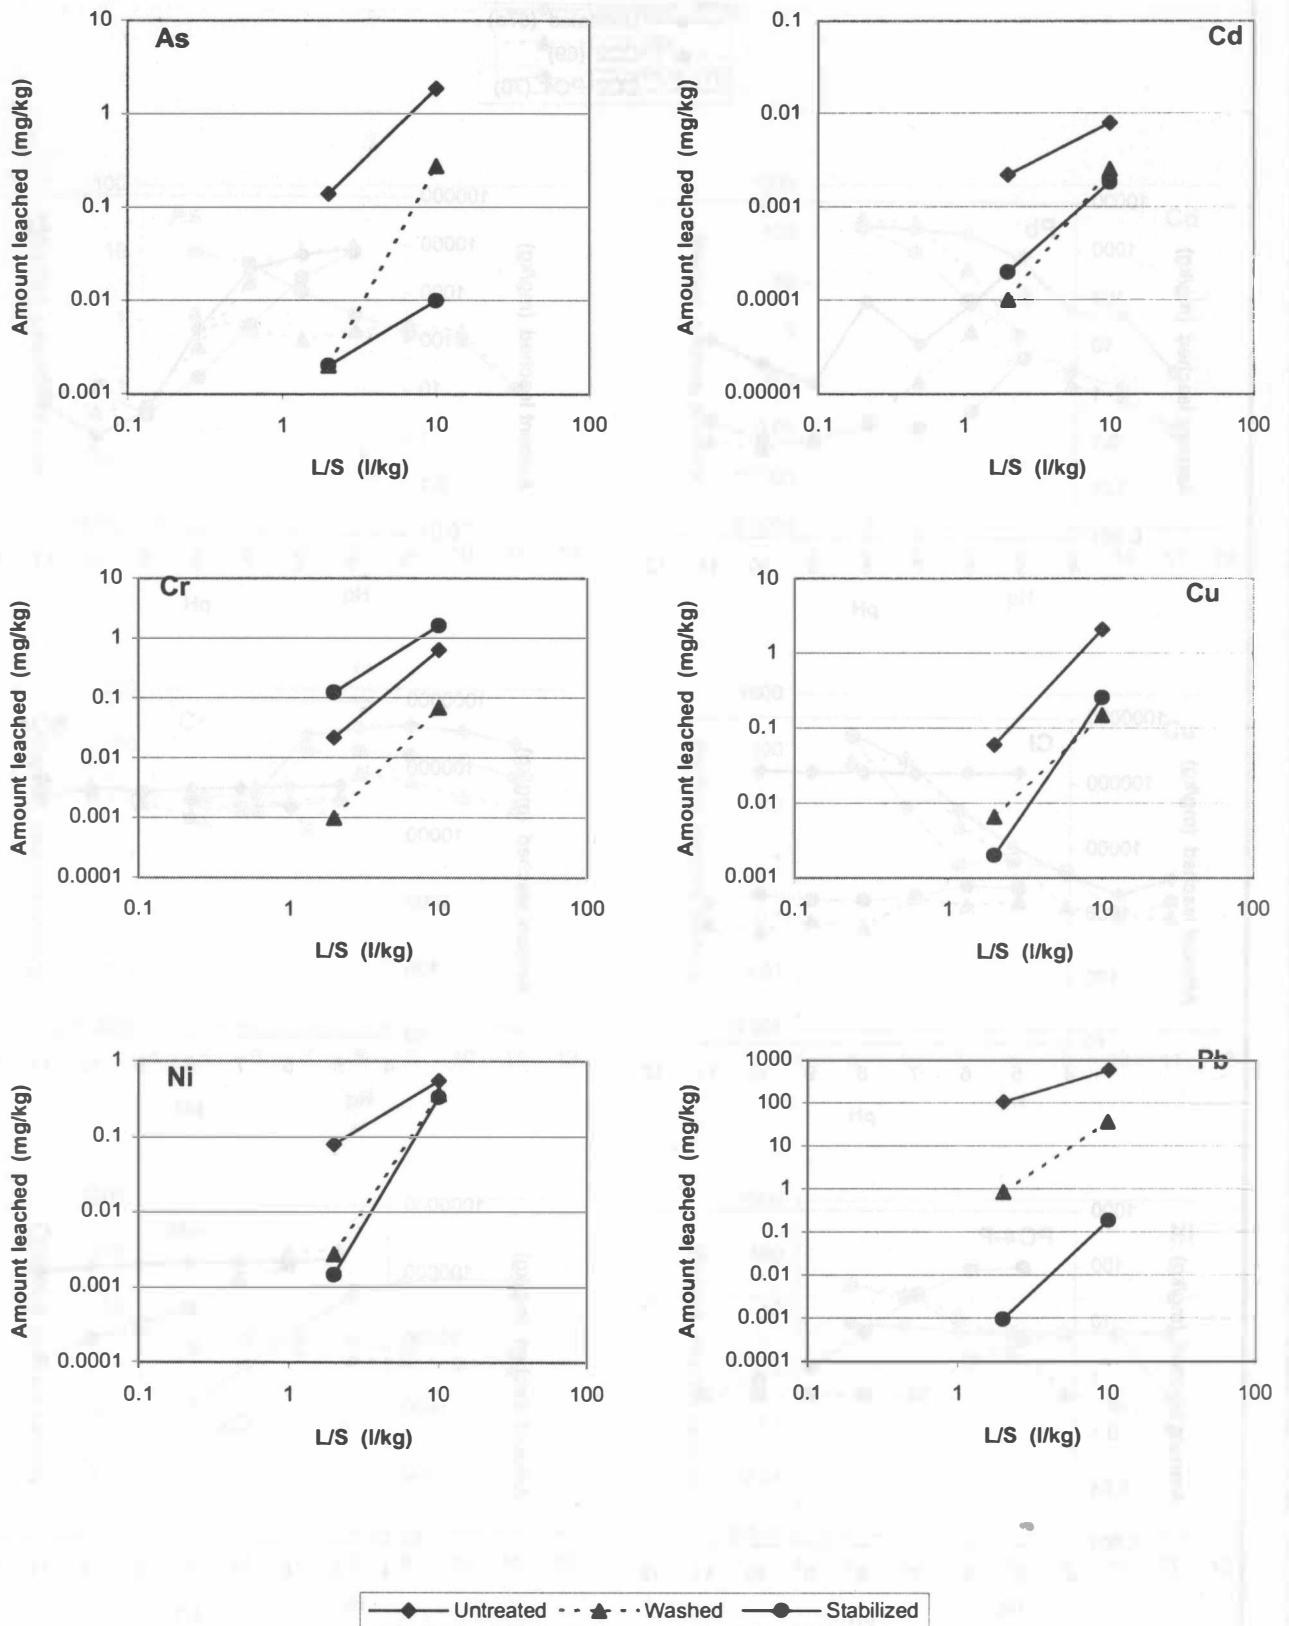 As
Amount leached (mg/kg)
10
1
0.1
0.01
0.001
0.1 1 10 100
L/S (l/kg)
Cd
Amount leached (mg/kg)
0.1
0.01
0.001
0.0001
0.00001
0.1 1 10 100
L/S (l/kg)
Cr
Amount leached (mg/kg)
10
1
0.1
0.01
0.001
0.0001
0.1 1 10 100
L/S (l/kg)
Cu
Amount leached (mg/kg)
10
1
0.1
0.01
0.001
0.1 1 10 100
L/S (l/kg)
Ni
Amount leached (mg/kg)
1
0.1
0.01
0.001
0.0001
0.1 1 10 100
L/S (l/kg)
Pb
Amount leached (mg/kg)
1000
100
10
1
0.1
0.01
0.001
0.0001
0.1 1 10 100
L/S (l/kg)
Untreated Washed Stabilized